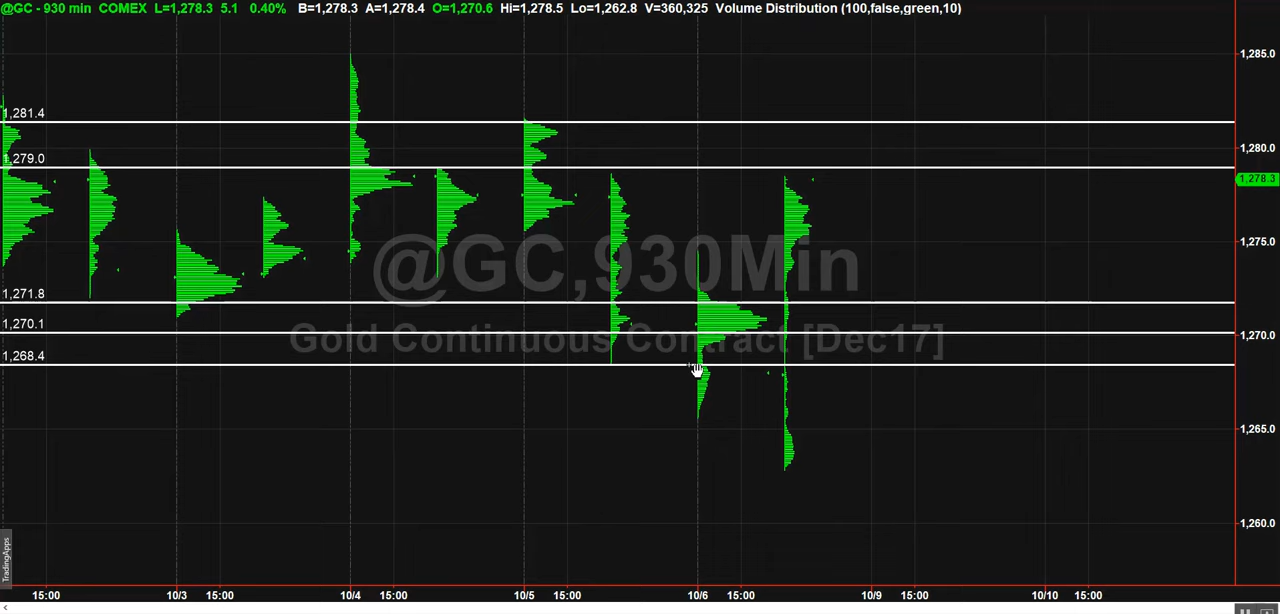 @GC - 930 min COMEX L=1,278.3 5.1 0.40% B=1,278.3 A=1,278.4 O=1,270.6 Hi=1,278.5 Lo=1,262.8 V=360,323 Volume Distribution (100,false,green,10)
1,285.0
1,281.4
1,280.0
1,279.0
1,278.3
1,275.0
@GC,930Min
1,271.8
1,270.1
1,270.0
Gold Continuous Contract [Dec17]
1,268.4
1,265.0
1,260.0
TradingApps
15:00 10/3 15:00 10/4 15:00 10/5 15:00 10/6 15:00 10/9 15:00 10/10 15:00